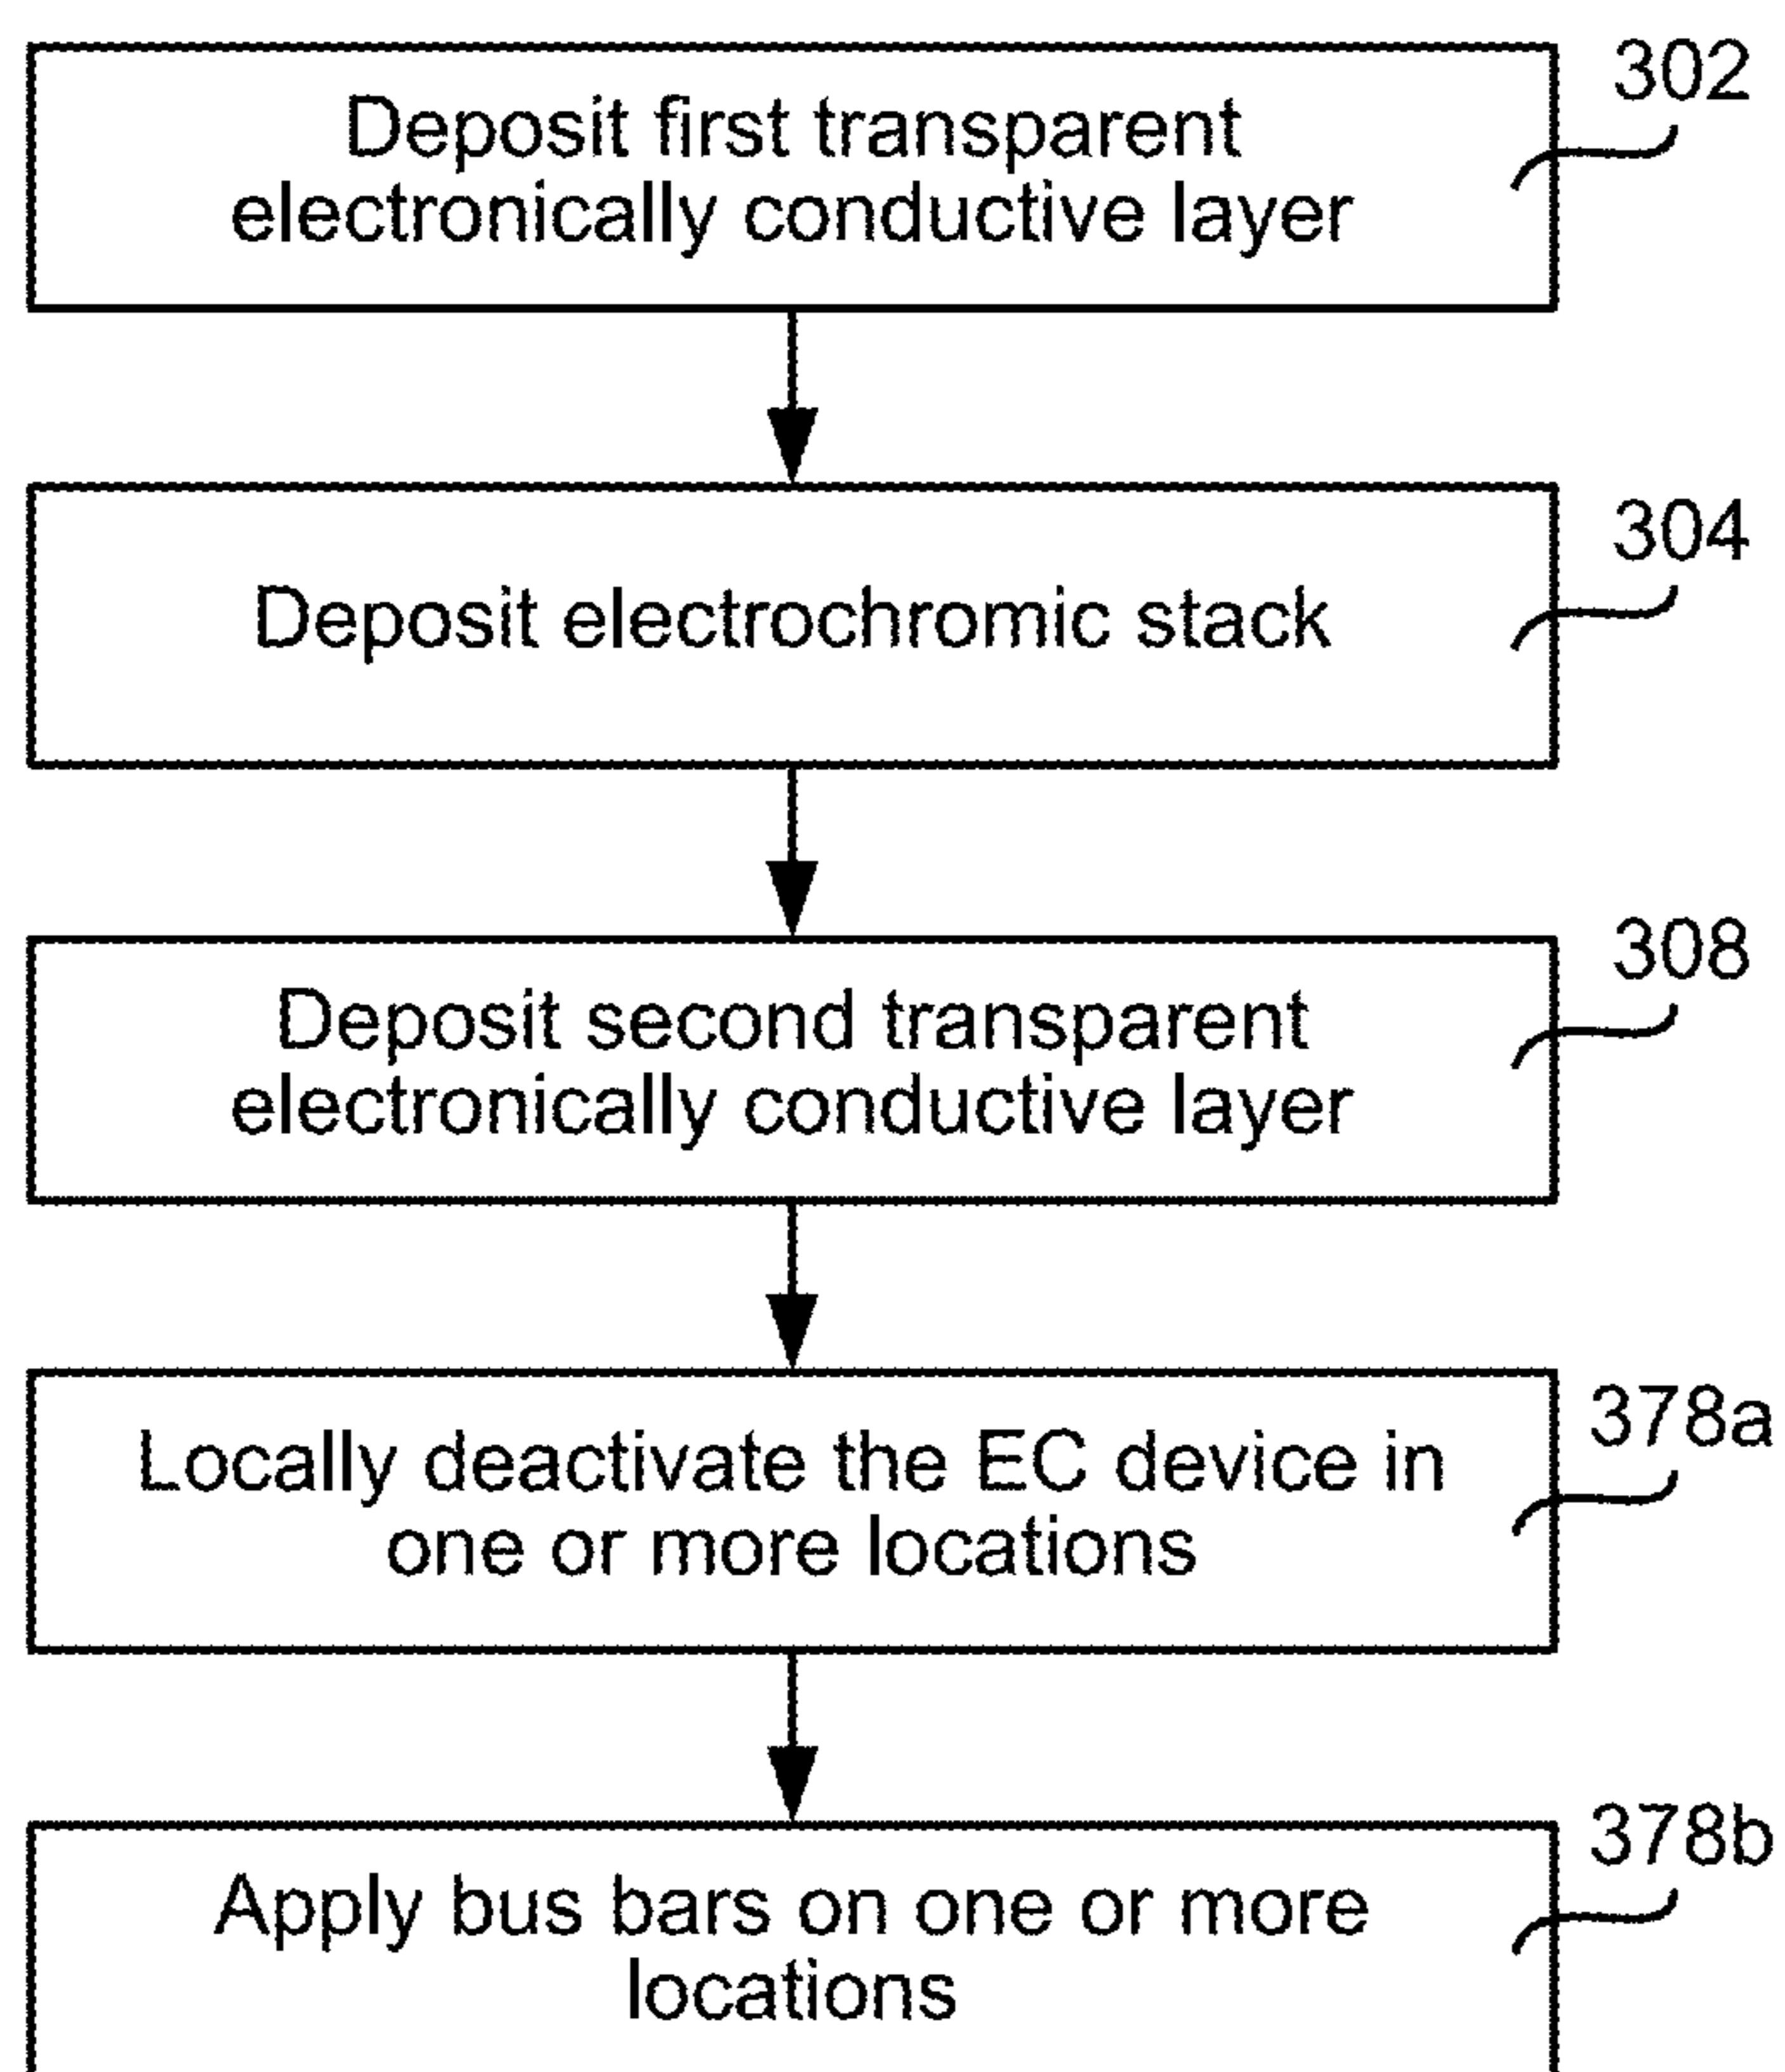 302
Deposit first transparent
electronically conductive layer
304
Deposit electrochromic stack
308
Deposit second transparent
electronically conductive layer
378a
Locally deactivate the EC device in
one or more locations
378b
Apply bus bars on one or more
locations